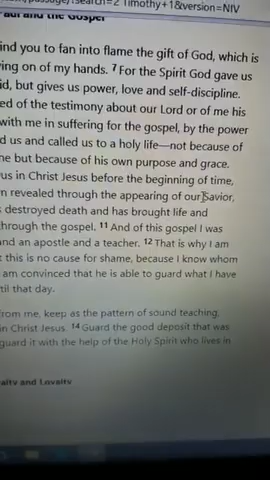 search=2 Timothy+1&version=NIV
Paul and the Gospel
ind you to fan into flame the gift of God, which is
ing on of my hands. 7 For the Spirit God gave us
id, but gives us power, love and self-discipline.
ed of the testimony about our Lord or of me his
with me in suffering for the gospel, by the power
d us and called us to a holy life—not because of
ne but because of his own purpose and grace.
us in Christ Jesus before the beginning of time,
n revealed through the appearing of our Savior,
s destroyed death and has brought life and
through the gospel. 11 And of this gospel I was
and an apostle and a teacher. 12 That is why I am
t this is no cause for shame, because I know whom
am convinced that he is able to guard what I have
til that day.
from me, keep as the pattern of sound teaching,
in Christ Jesus. 14 Guard the good deposit that was
guard it with the help of the Holy Spirit who lives in
alty and Loyalty